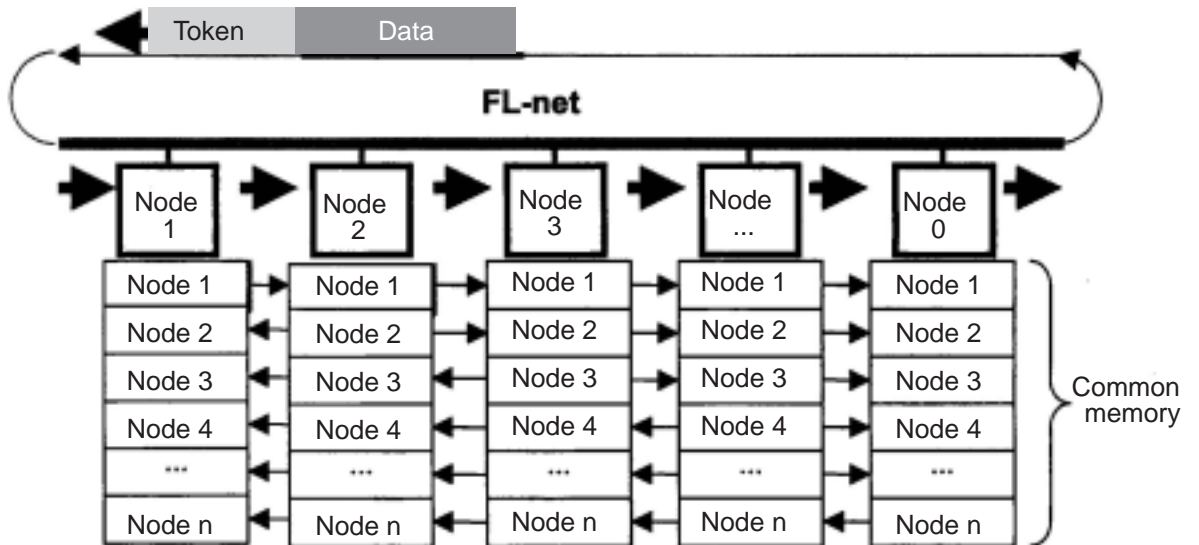 Token Data
FL-net
Node 1
Node 2
Node 3
Node ...
Node 0
Node 1 Node 1 Node 1 Node 1 Node 1
Node 2 Node 2 Node 2 Node 2 Node 2
Node 3 Node 3 Node 3 Node 3 Node 3
Node 4 Node 4 Node 4 Node 4 Node 4
... ... ... ... ...
Node n Node n Node n Node n Node n
Common
memory